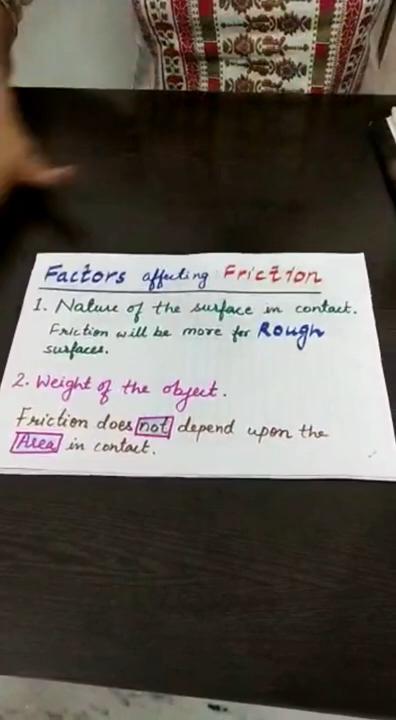 Factors affecting Friction
1. Nature of the surface in contact.
Friction will be more for Rough
surfaces.
2. Weight of the object.
Friction does not depend upon the
Area in contact.